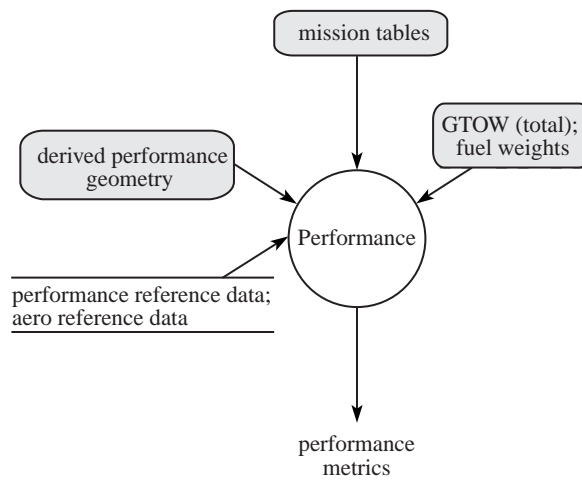 mission tables
GTOW (total);
fuel weights
derived performance
geometry
Performance
performance reference data;
aero reference data
performance
metrics